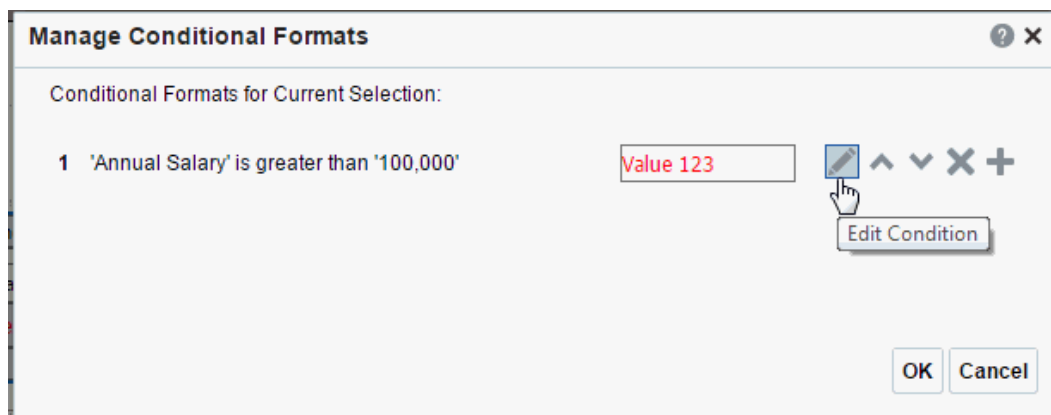 Manage Conditional Formats
Conditional Formats for Current Selection:
1 'Annual Salary' is greater than '100,000' Value 123
Edit Condition
OK Cancel